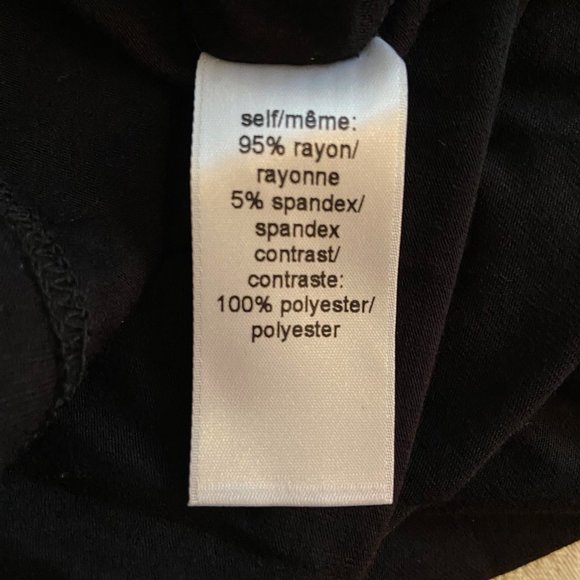 self/même:
95% rayon/
rayonne
5% spandex/
spandex
contrast/
contraste:
100% polyester/
polyester